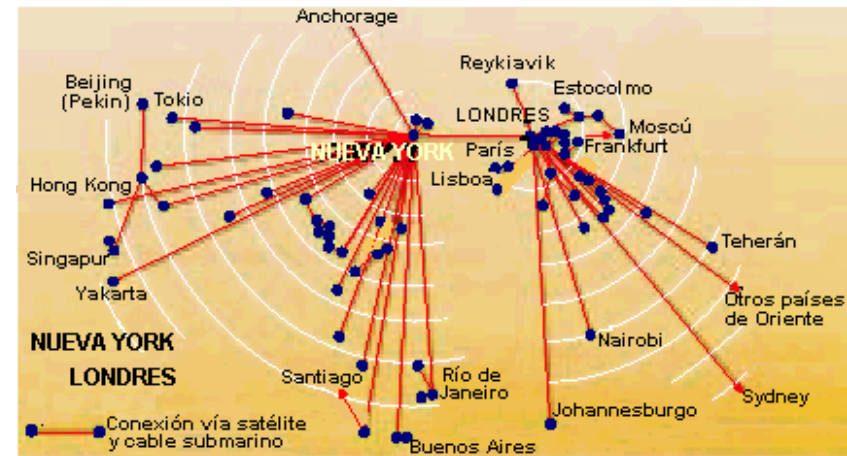 Anchorage
Reykiavik
Beijing
(Pekin)
Tokio
Estocolmo
LONDRES
Moscú
NUEVA YORK
París
Frankfurt
Lisboa
Hong Kong
Singapur
Teherán
Yakarta
Otros países
de Oriente
NUEVA YORK
LONDRES
Nairobi
Santiago
Río de
Janeiro
Sydney
Johannesburgo
Conexión vía satélite
y cable submarino
Buenos Aires